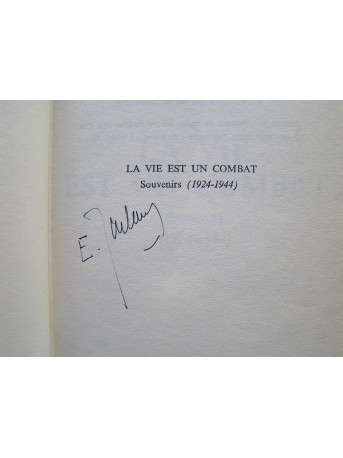 LA VIE EST UN COMBAT
Souvenirs (1924-1944)
E.